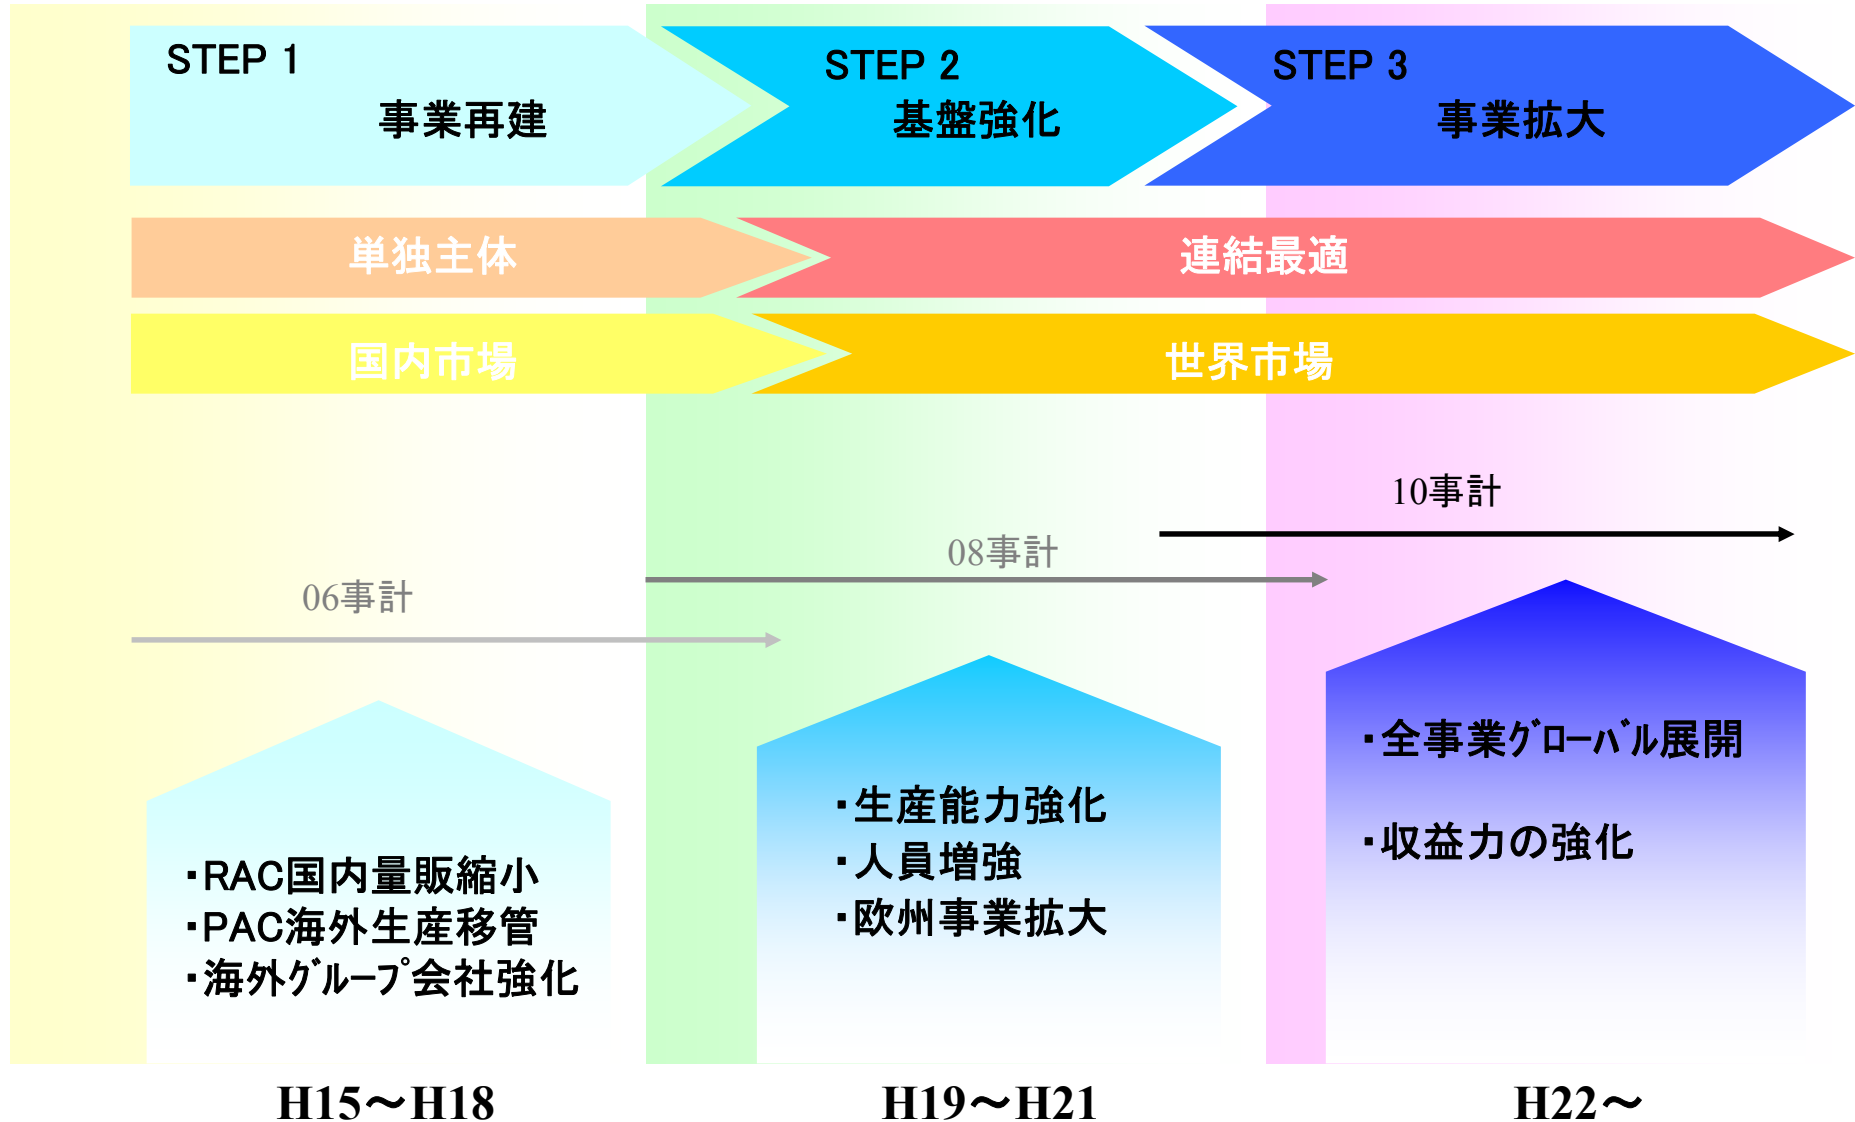 STEP 1
事業再建
STEP 2
基盤強化
STEP 3
事業拡大
単独主体
連結最適
国内市場
世界市場
10事計
08事計
06事計
・RAC国内量販縮小
・PAC海外生産移管
・海外ｸﾞﾙｰﾌﾟ会社強化
・生産能力強化
・人員増強
・欧州事業拡大
・全事業ｸﾞﾛｰﾊﾞﾙ展開
・収益力の強化
H15～H18
H19～H21
H22～